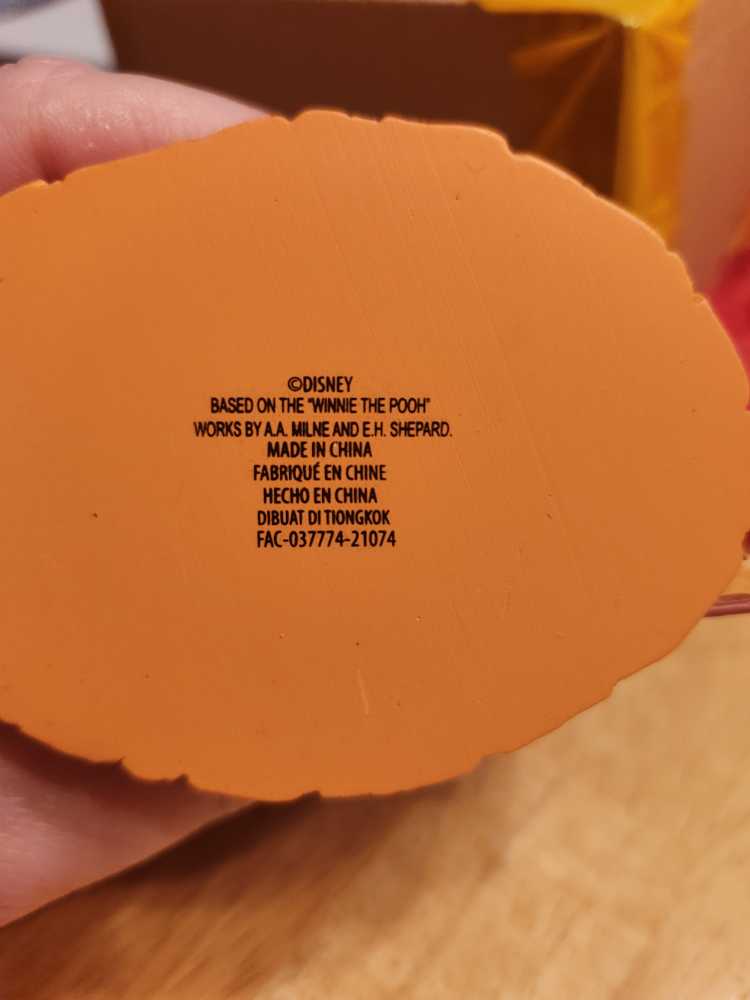 ©DISNEY
BASED ON THE "WINNIE THE POOH"
WORKS BY A.A. MILNE AND E.H. SHEPARD.
MADE IN CHINA
FABRIQUÉ EN CHINE
HECHO EN CHINA
DIBUAT DI TIONGKOK
FAC-037774-21074